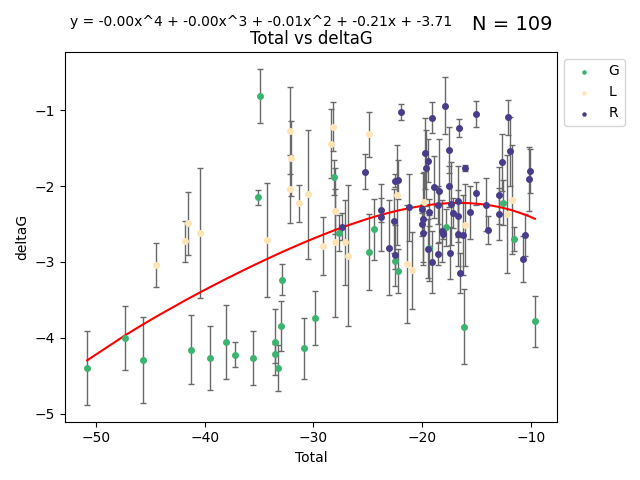 y = -0.00x^4 + -0.00x^3 + -0.01x^2 + -0.21x + -3.71
N = 109
Total vs deltaG
G
L
R
deltaG
−1
−2
−3
−4
−5
−50 −40 −30 −20 −10
Total